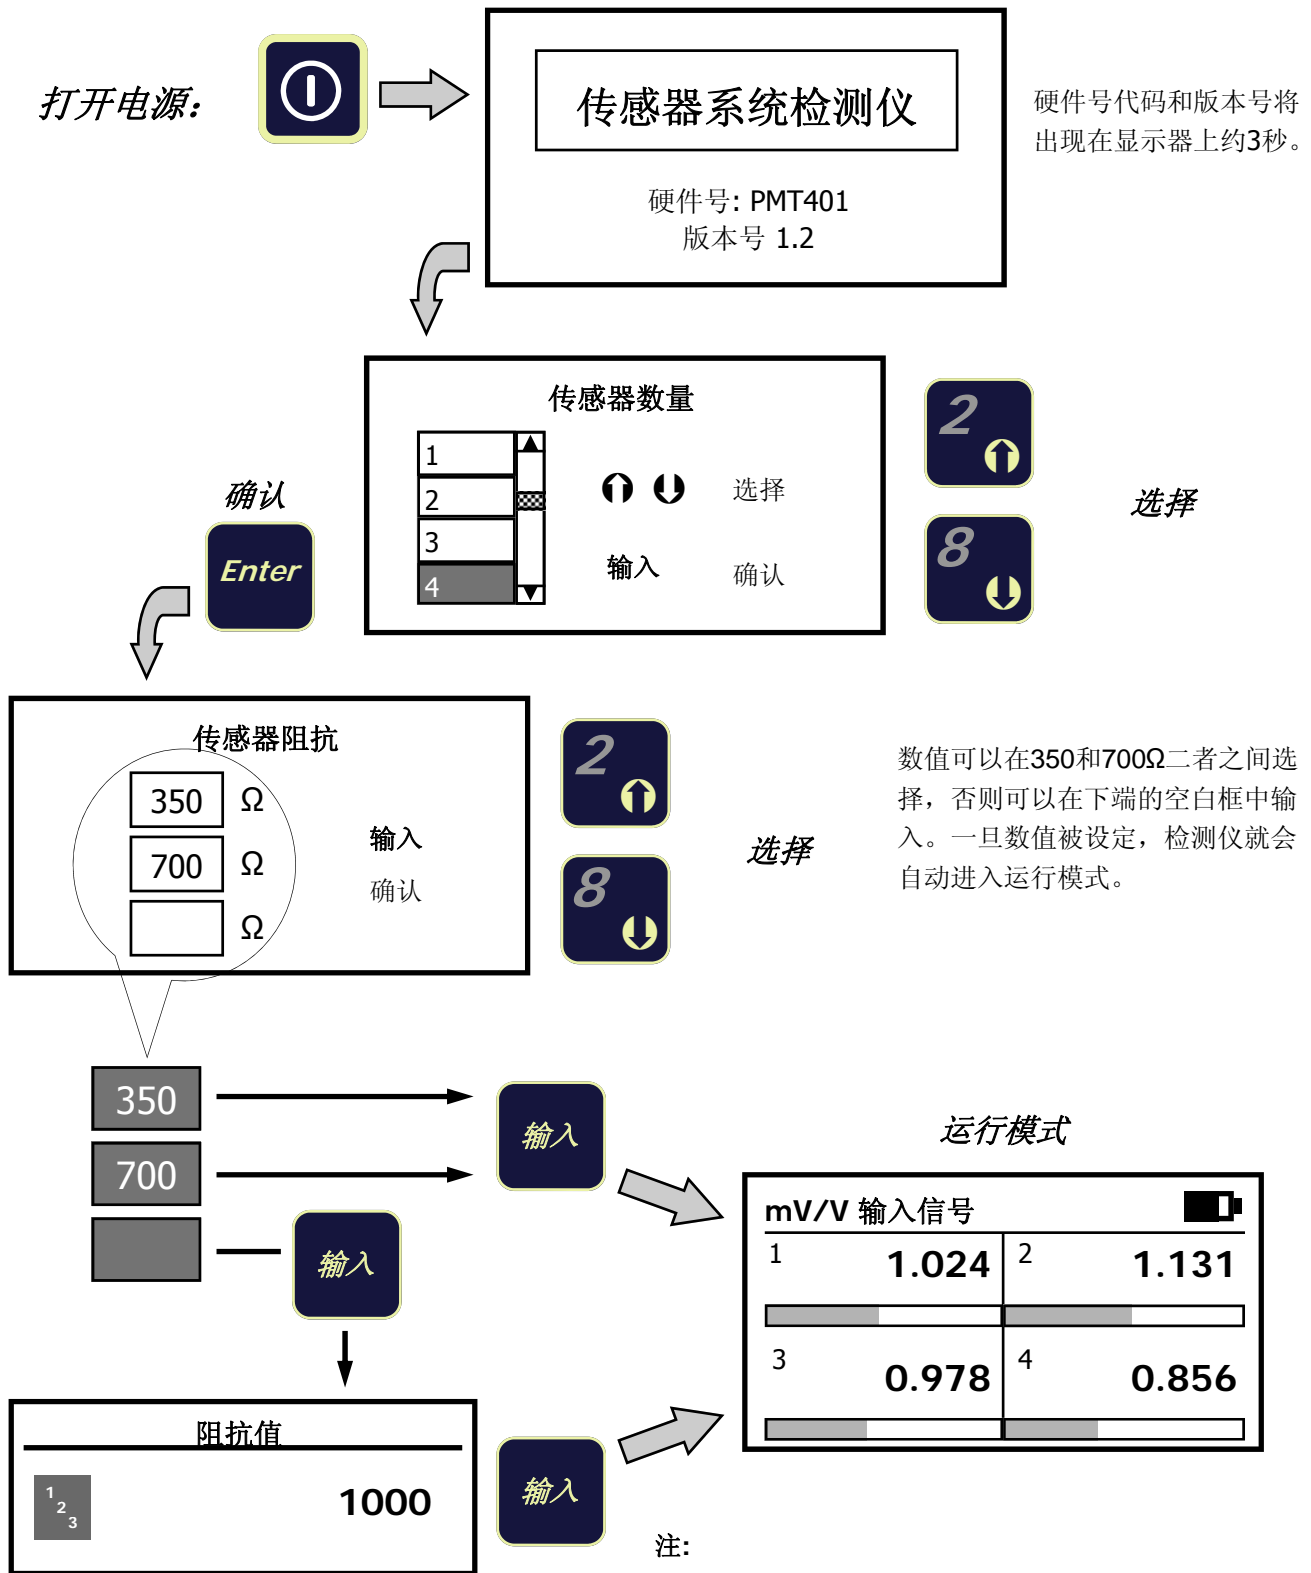 打开电源:
传感器系统检测仪
硬件号: PMT401
版本号 1.2
硬件号代码和版本号将
出现在显示器上约3秒。
传感器数量
1
2
3
4
选择
输入
确认
确认
Enter
2
8
选择
传感器阻抗
350 Ω
700 Ω
Ω
输入
确认
2
8
选择
数值可以在350和700Ω二者之间选
择，否则可以在下端的空白框中输
入。一旦数值被设定，检测仪就会
自动进入运行模式。
350
700
输入
输入
运行模式
mV/V 输入信号
1 1.024
2 1.131
3 0.978
4 0.856
阻抗值
1
2
3
1000
输入
注: